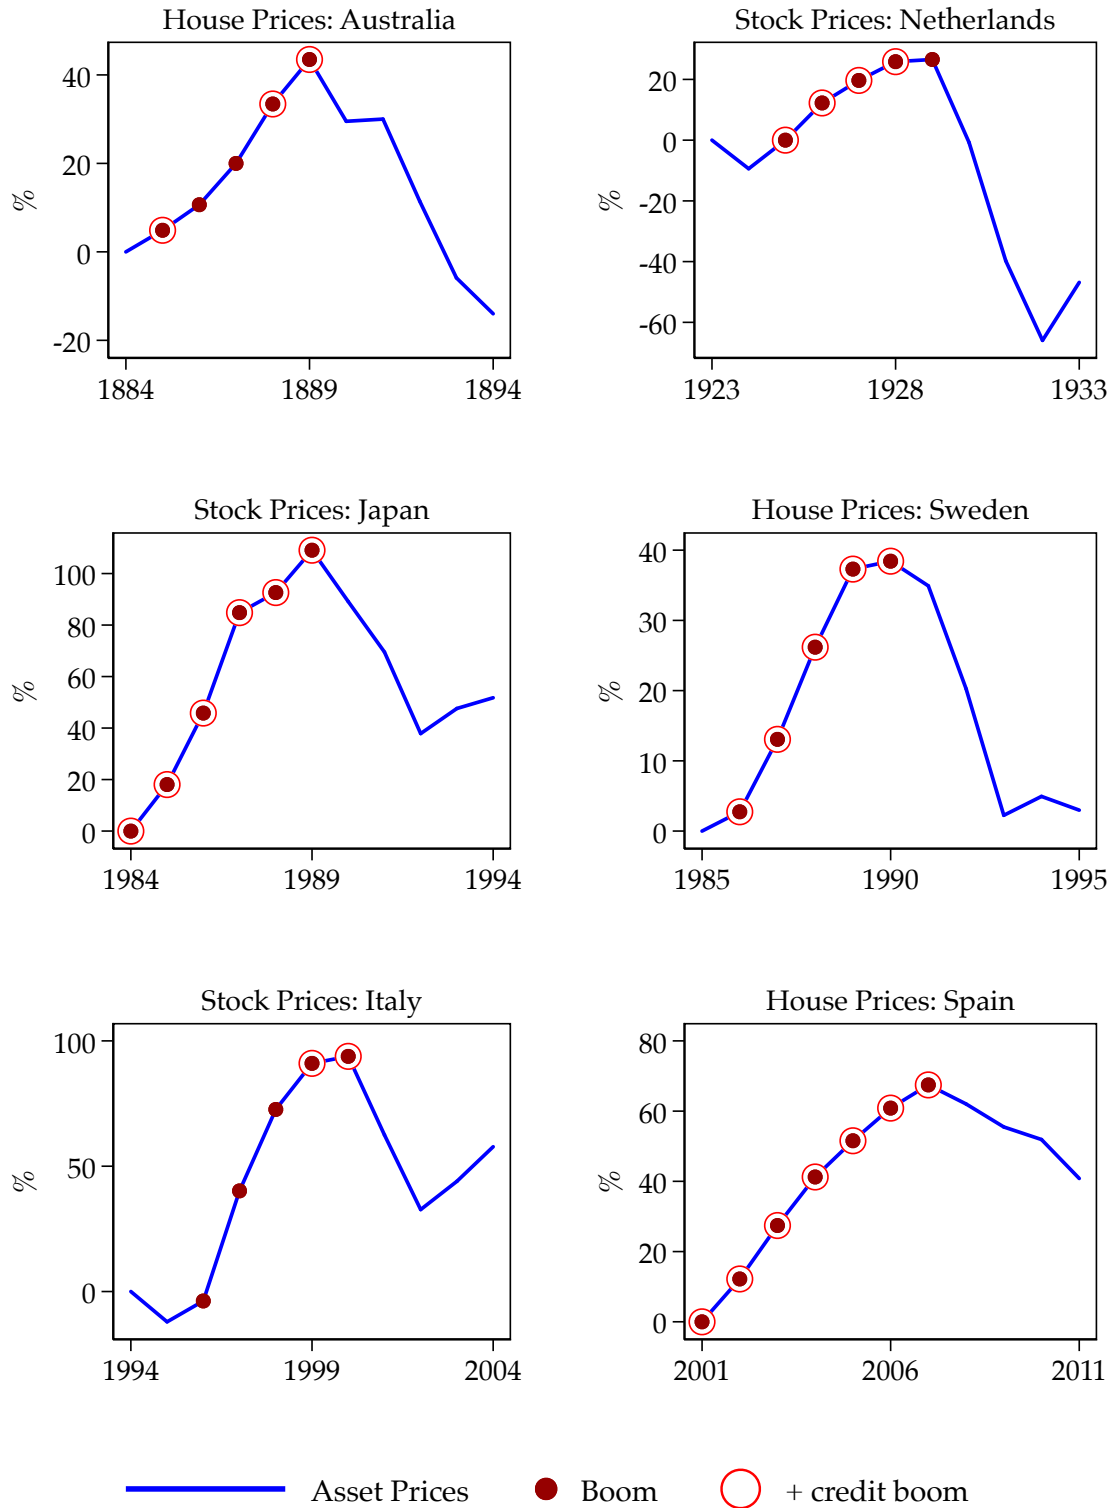 House Prices: Australia
%
40
20
0
-20
1884 1889 1894
Stock Prices: Netherlands
%
20
0
-20
-40
-60
1923 1928 1933
Stock Prices: Japan
%
100
80
60
40
20
0
1984 1989 1994
House Prices: Sweden
%
40
30
20
10
0
1985 1990 1995
Stock Prices: Italy
%
100
50
0
1994 1999 2004
House Prices: Spain
%
80
60
40
20
0
2001 2006 2011
Asset Prices Boom + credit boom